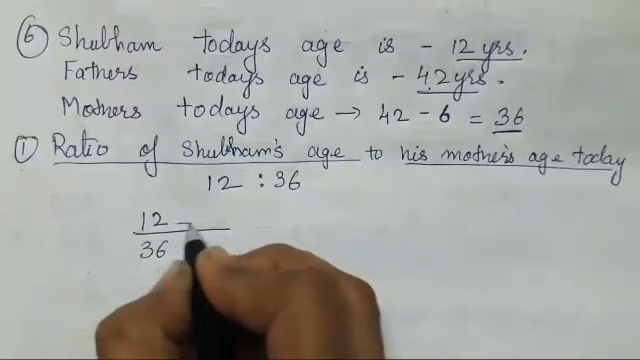 ⑥ Shubham todays age is - 12 yrs.
Fathers todays age is - 42 yrs.
Mothers todays age → 42 - 6 = 36
① Ratio of Shubham's age to his mother's age today
12 : 36
12
36